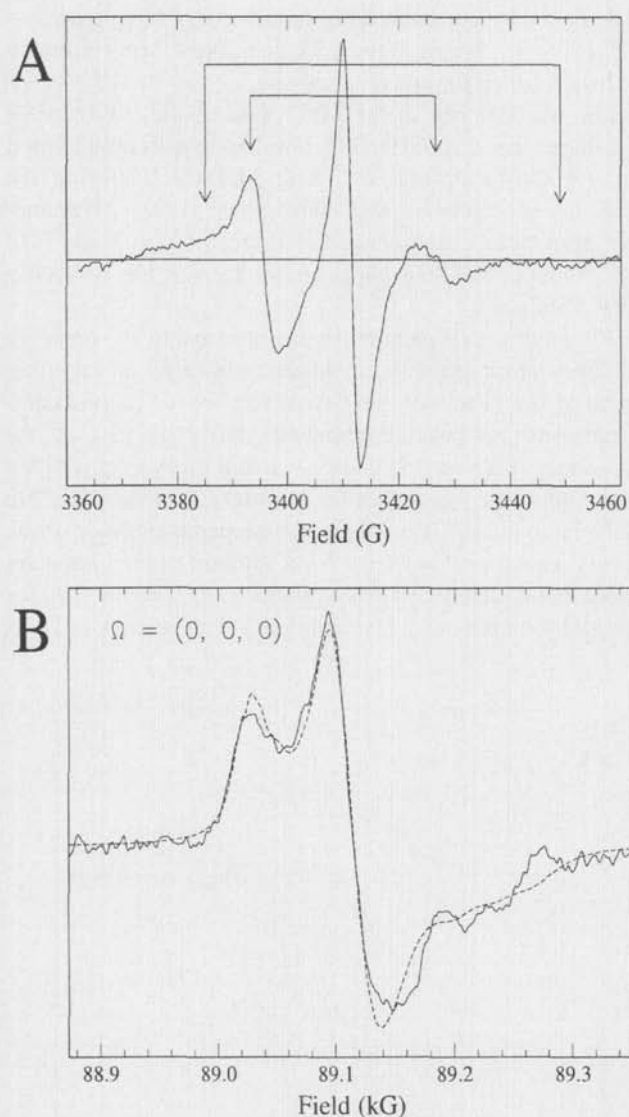 A
3360 3380 3400 3420 3440 3460
Field (G)
B
Ω = (0, 0, 0)
88.9 89.0 89.1 89.2 89.3
Field (kG)